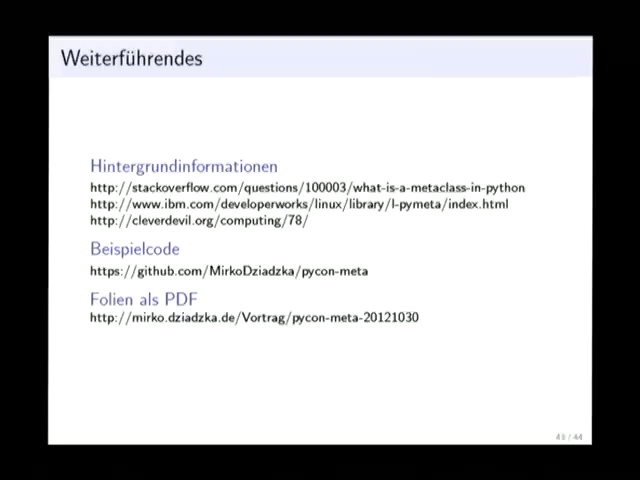 Weiterführendes
Hintergrundinformationen
http://stackoverflow.com/questions/100003/what-is-a-metaclass-in-python
http://www.ibm.com/developerworks/linux/library/l-pymeta/index.html
http://cleverdevil.org/computing/78/
Beispielcode
https://github.com/MirkoDziadzka/pycon-meta
Folien als PDF
http://mirko.dziadzka.de/Vortrag/pycon-meta-20121030